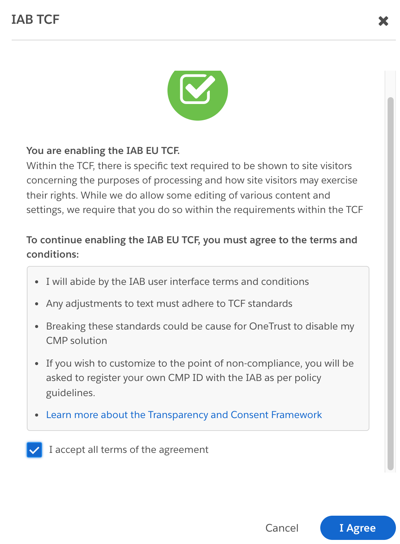 IAB TCF
You are enabling the IAB EU TCF.
Within the TCF, there is specific text required to be shown to site visitors
concerning the purposes of processing and how site visitors may exercise
their rights. While we do allow some editing of various content and
settings, we require that you do so within the requirements within the TCF
To continue enabling the IAB EU TCF, you must agree to the terms and
conditions:
• I will abide by the IAB user interface terms and conditions
• Any adjustments to text must adhere to TCF standards
• Breaking these standards could be cause for OneTrust to disable my
CMP solution
• If you wish to customize to the point of non-compliance, you will be
asked to register your own CMP ID with the IAB as per policy
guidelines.
• Learn more about the Transparency and Consent Framework
I accept all terms of the agreement
Cancel
I Agree